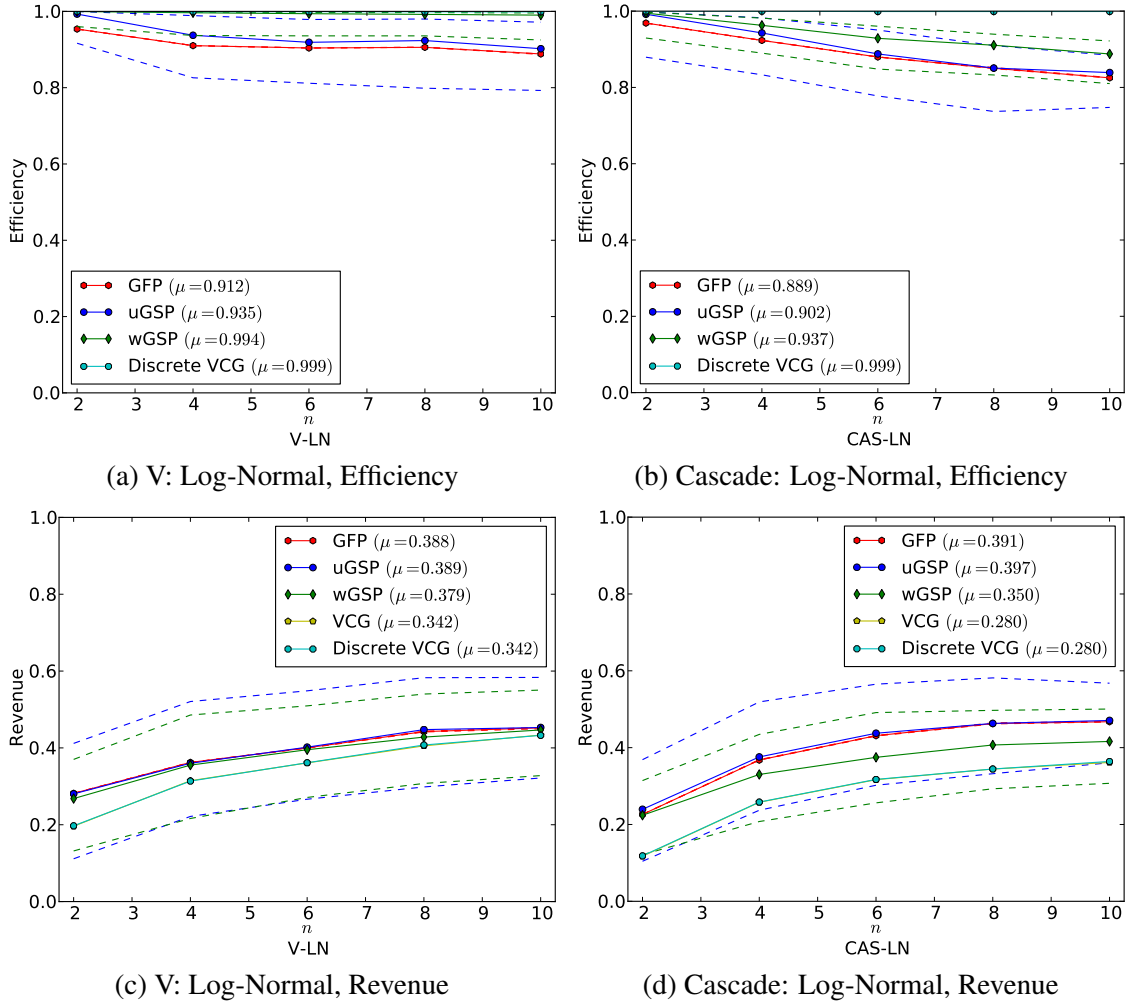 1.0
0.8
0.6
0.4
0.2
0.0
Efficiency
GFP (μ=0.912)
uGSP (μ=0.935)
wGSP (μ=0.994)
Discrete VCG (μ=0.999)
2 3 4 5 6 7 8 9 10
n
V-LN
(a) V: Log-Normal, Efficiency
1.0
0.8
0.6
0.4
0.2
0.0
Efficiency
GFP (μ=0.889)
uGSP (μ=0.902)
wGSP (μ=0.937)
Discrete VCG (μ=0.999)
2 3 4 5 6 7 8 9 10
n
CAS-LN
(b) Cascade: Log-Normal, Efficiency
1.0
0.8
0.6
0.4
0.2
0.0
Revenue
GFP (μ=0.388)
uGSP (μ=0.389)
wGSP (μ=0.379)
VCG (μ=0.342)
Discrete VCG (μ=0.342)
2 3 4 5 6 7 8 9 10
n
V-LN
(c) V: Log-Normal, Revenue
1.0
0.8
0.6
0.4
0.2
0.0
Revenue
GFP (μ=0.391)
uGSP (μ=0.397)
wGSP (μ=0.350)
VCG (μ=0.280)
Discrete VCG (μ=0.280)
2 3 4 5 6 7 8 9 10
n
CAS-LN
(d) Cascade: Log-Normal, Revenue